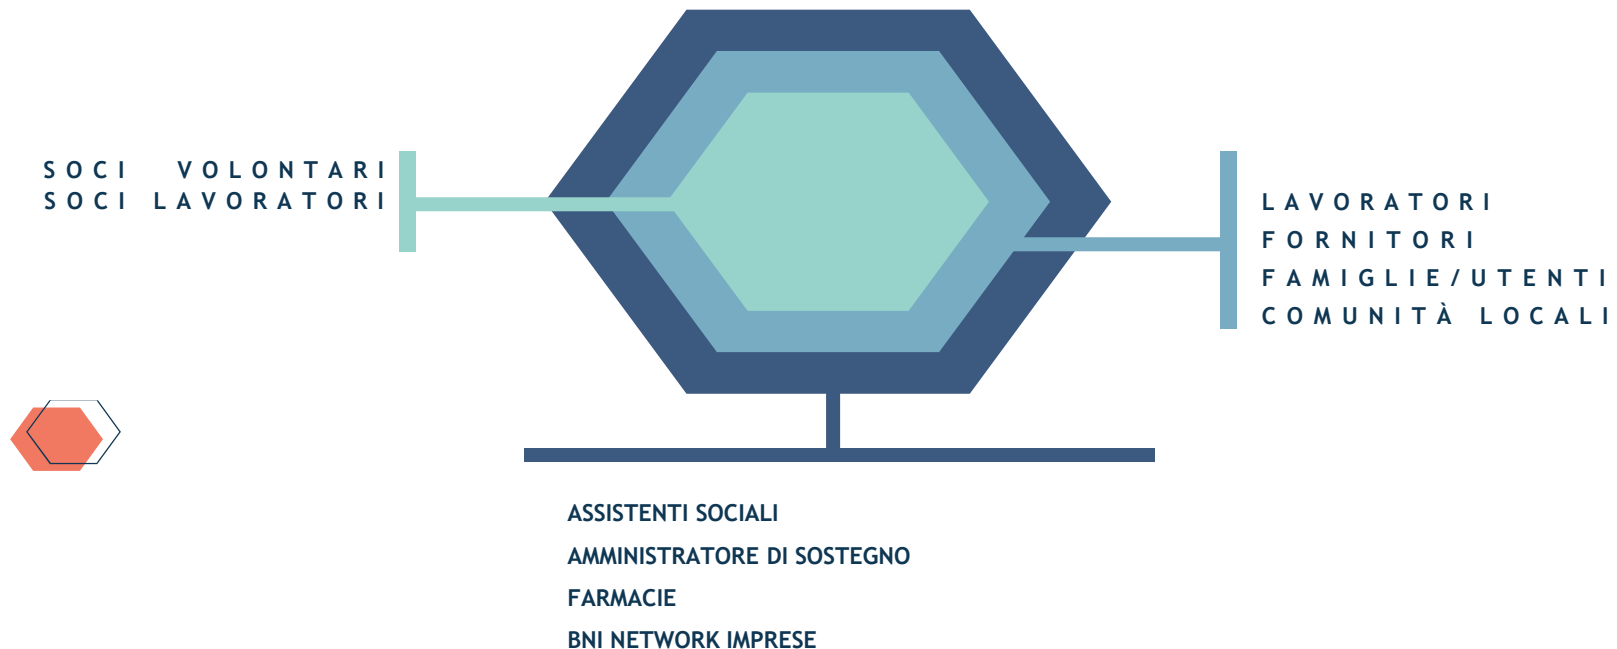 SOCI VOLONTARI
SOCI LAVORATORI
LAVORATORI
FORNITORI
FAMIGLIE/UTENTI
COMUNITÀ LOCALI
ASSISTENTI SOCIALI
AMMINISTRATORE DI SOSTEGNO
FARMACIE
BNI NETWORK IMPRESE